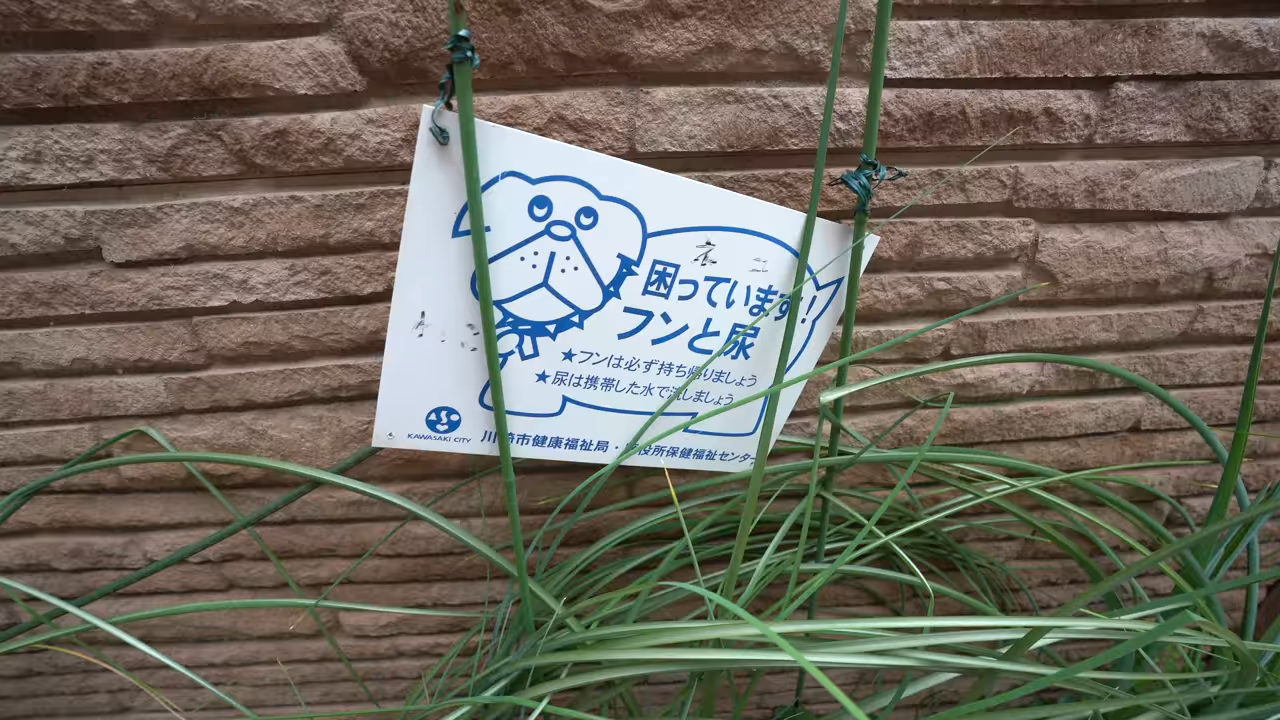 困っています!
フンと尿
★フンは必ず持ち帰りましょう
★尿は携帯した水で流しましょう
KAWASAKI CITY
川崎市健康福祉局・役所保健福祉センター